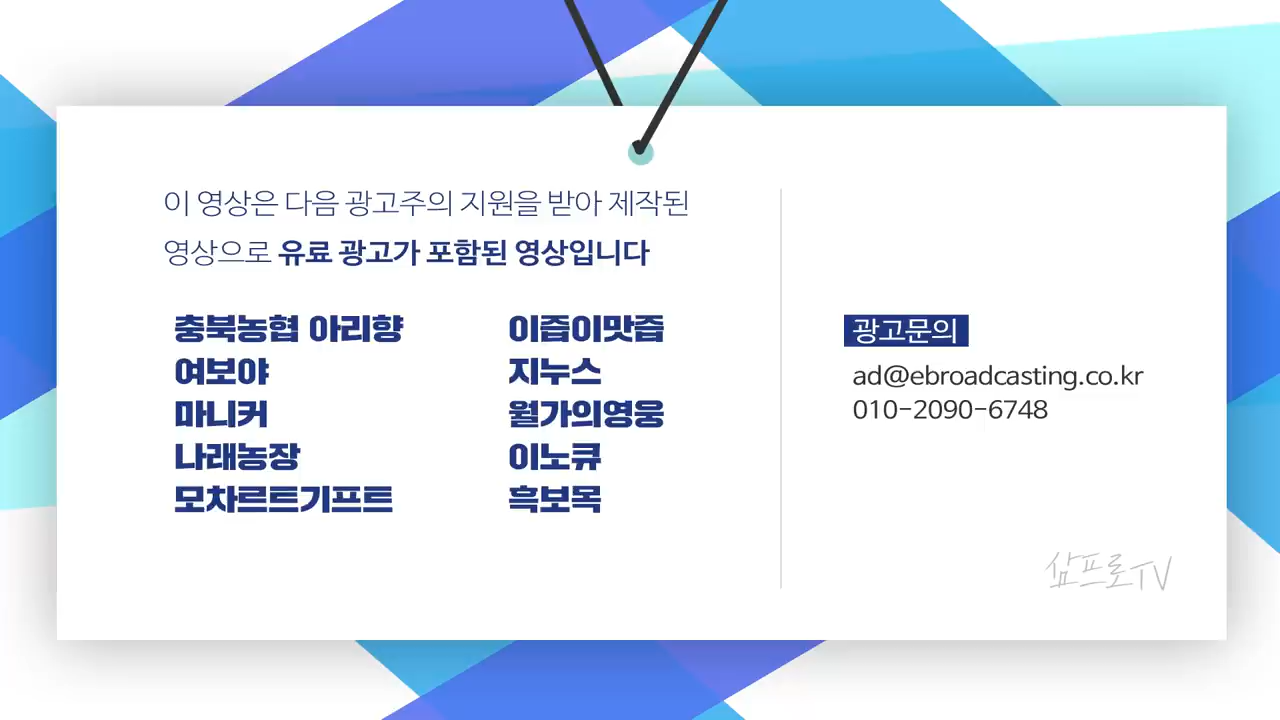 이 영상은 다음 광고주의 지원을 받아 제작된
영상으로 유료 광고가 포함된 영상입니다
충북농협 아리향
여보야
마니커
나래농장
모차르트기프트
이즙이맛즙
지누스
월가의영웅
이노큐
흑보목
광고문의
ad@ebroadcasting.co.kr
010-2090-6748
삼프로TV